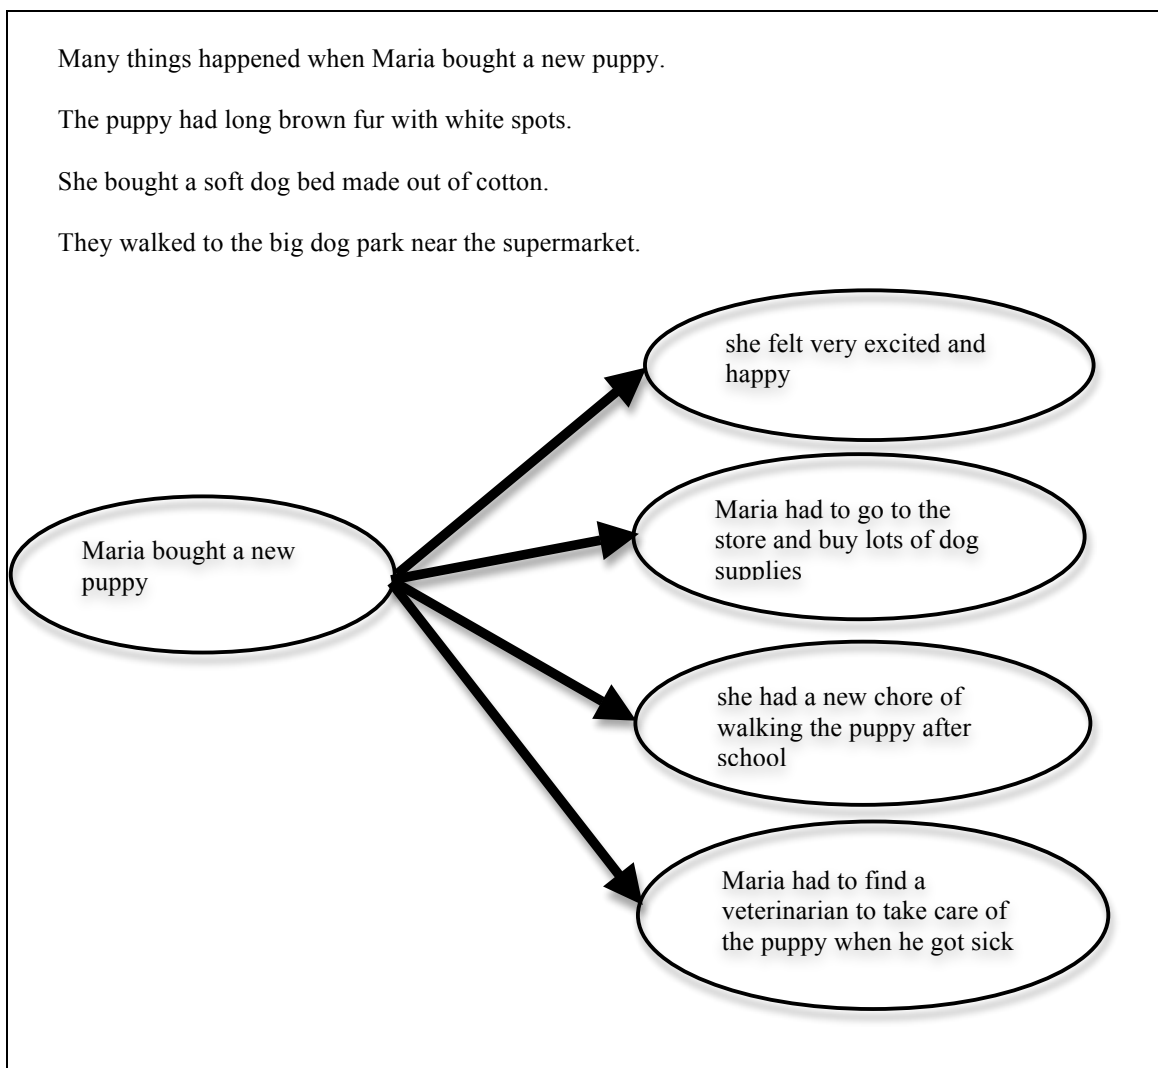 Many things happened when Maria bought a new puppy.
The puppy had long brown fur with white spots.
She bought a soft dog bed made out of cotton.
They walked to the big dog park near the supermarket.
she felt very excited and
happy
Maria had to go to the
store and buy lots of dog
supplies
Maria bought a new
puppy
she had a new chore of
walking the puppy after
school
Maria had to find a
veterinarian to take care of
the puppy when he got sick